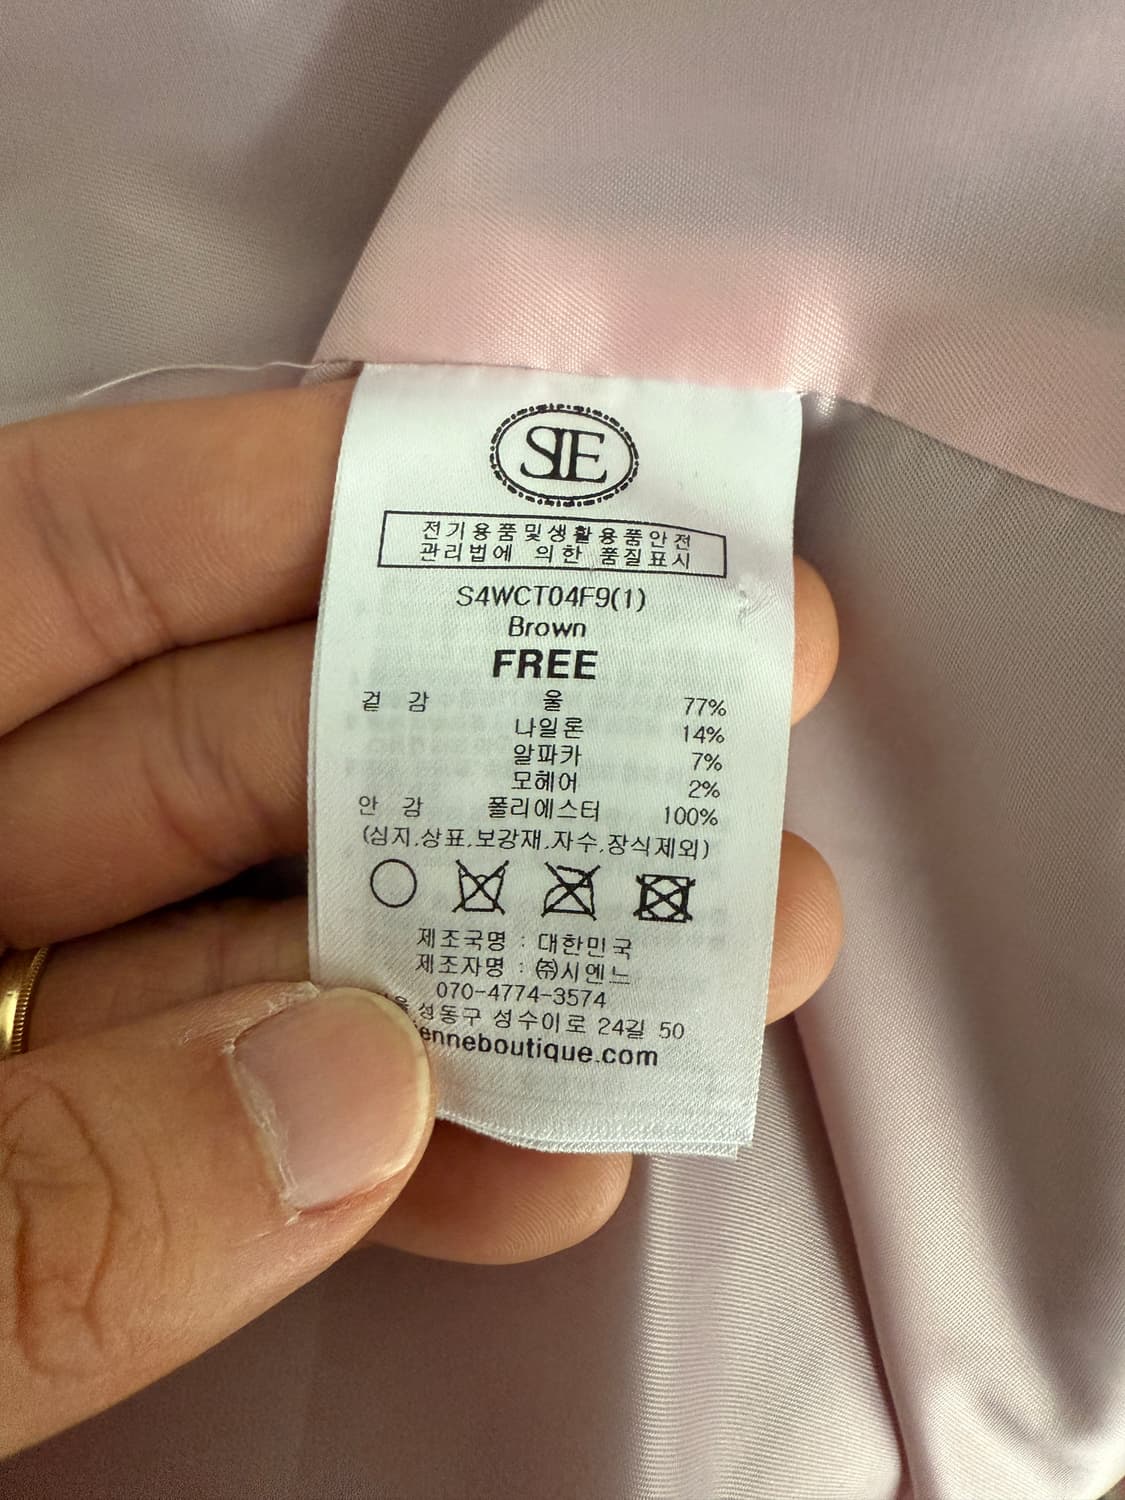 SIE
전기용품및생활용품안전
관리법에 의한 품질표시
S4WCT04F9(1)
Brown
FREE
겉 감 울 77%
나일론 14%
알파카 7%
모헤어 2%
안 감 폴리에스터 100%
(심지,상표,보강재,자수,장식제외)
제조국명 : 대한민국
제조자명 : ㈜시엔느
070-4774-3574
성동구 성수이로 24길 50
enneboutique.com